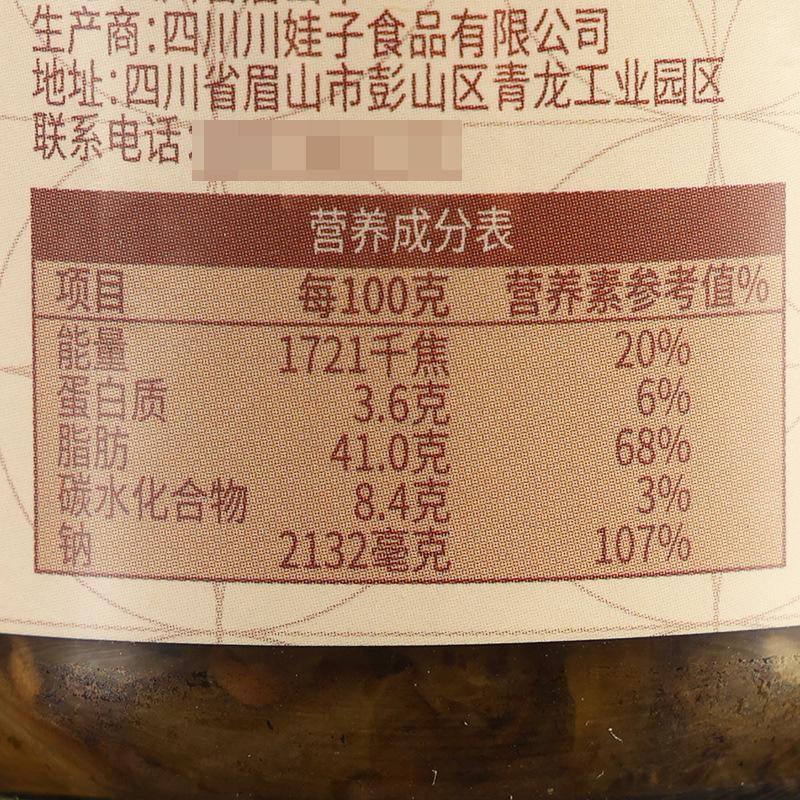 生产商:四川川娃子食品有限公司
地址:四川省眉山市彭山区青龙工业园区
联系电话:
营养成分表
项目 每100克 营养素参考值%
能量 1721千焦 20%
蛋白质 3.6克 6%
脂肪 41.0克 68%
碳水化合物 8.4克 3%
钠 2132毫克 107%